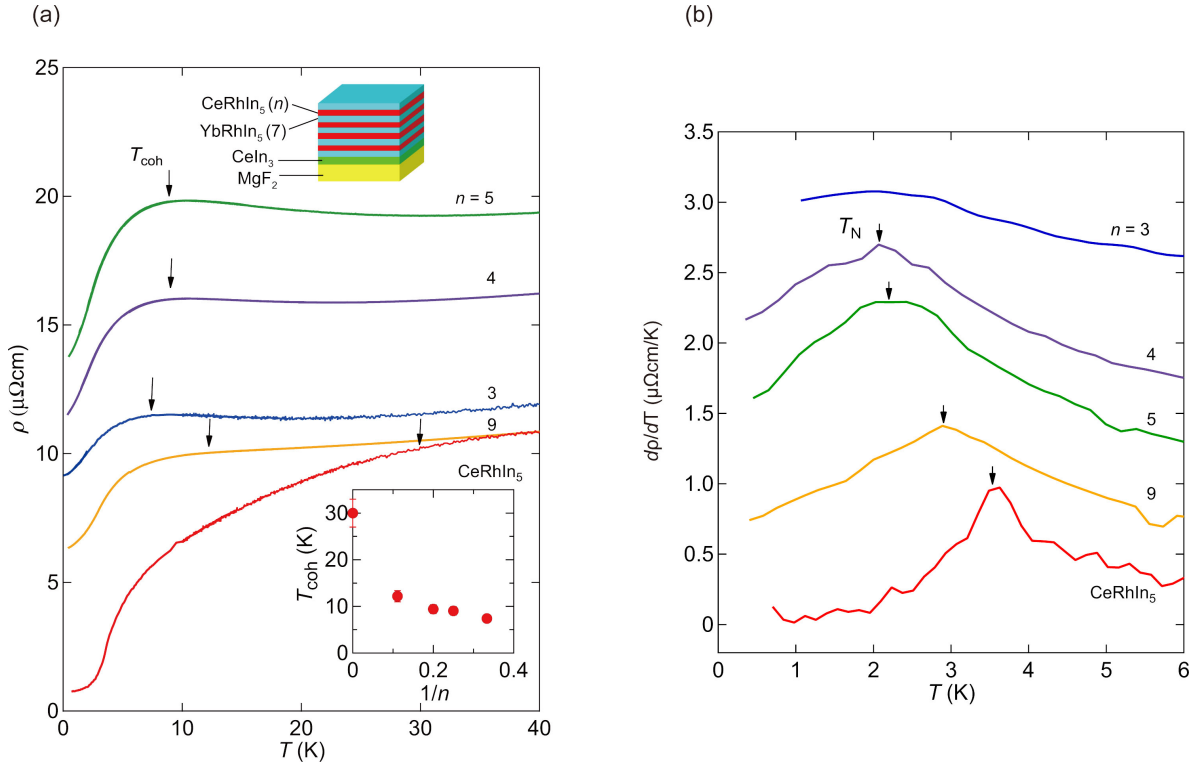 (a)
(b)
25
20
15
10
5
0
ρ (μΩcm)
0
10
20
30
40
T (K)
CeRhIn₅ (n)
YbRhIn₅ (7)
CeIn₃
MgF₂
T_coh
n = 5
4
3
9
CeRhIn₅
30
20
10
0
T_coh (K)
0
0.2
0.4
1/n
3.5
3.0
2.5
2.0
1.5
1.0
0.5
0
dρ/dT (μΩcm/K)
0
1
2
3
4
5
6
T (K)
T_N
n = 3
4
5
9
CeRhIn₅